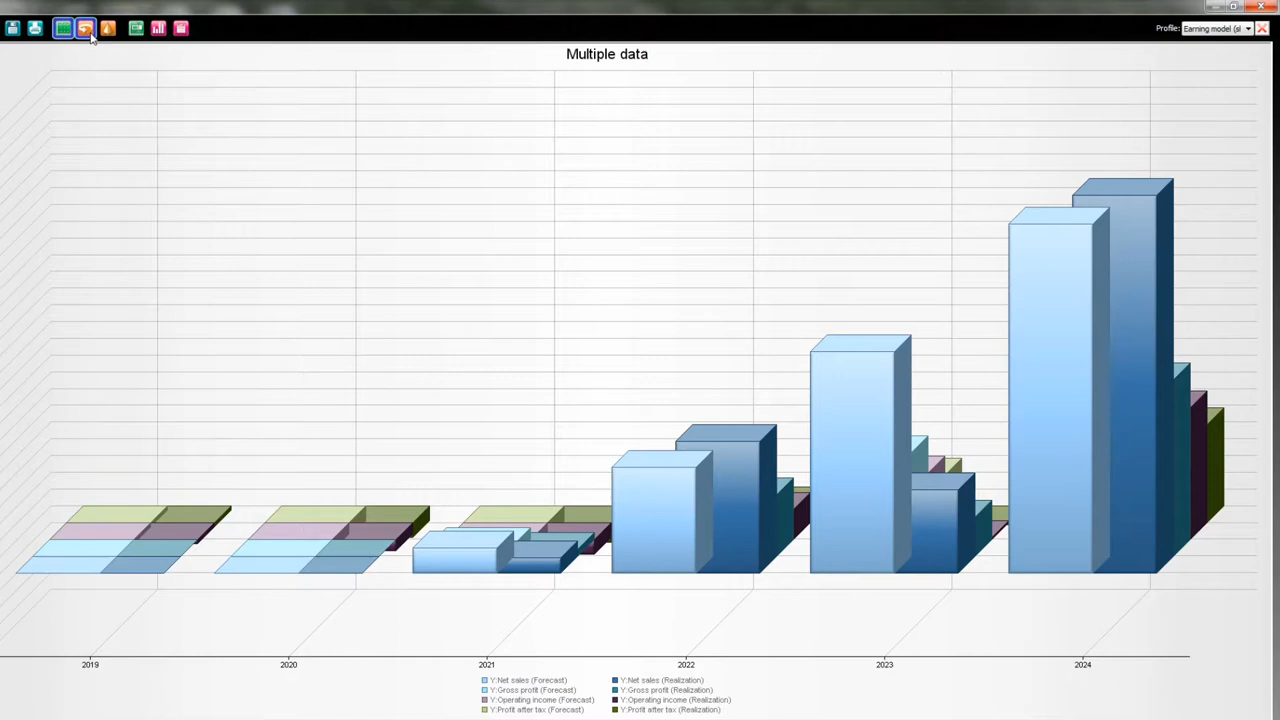 Profile: Earning model (sl
Multiple data
2019 2020 2021 2022 2023 2024
Y:Net sales (Forecast) Y:Net sales (Realization)
Y:Gross profit (Forecast) Y:Gross profit (Realization)
Y:Operating income (Forecast) Y:Operating income (Realization)
Y:Profit after tax (Forecast) Y:Profit after tax (Realization)